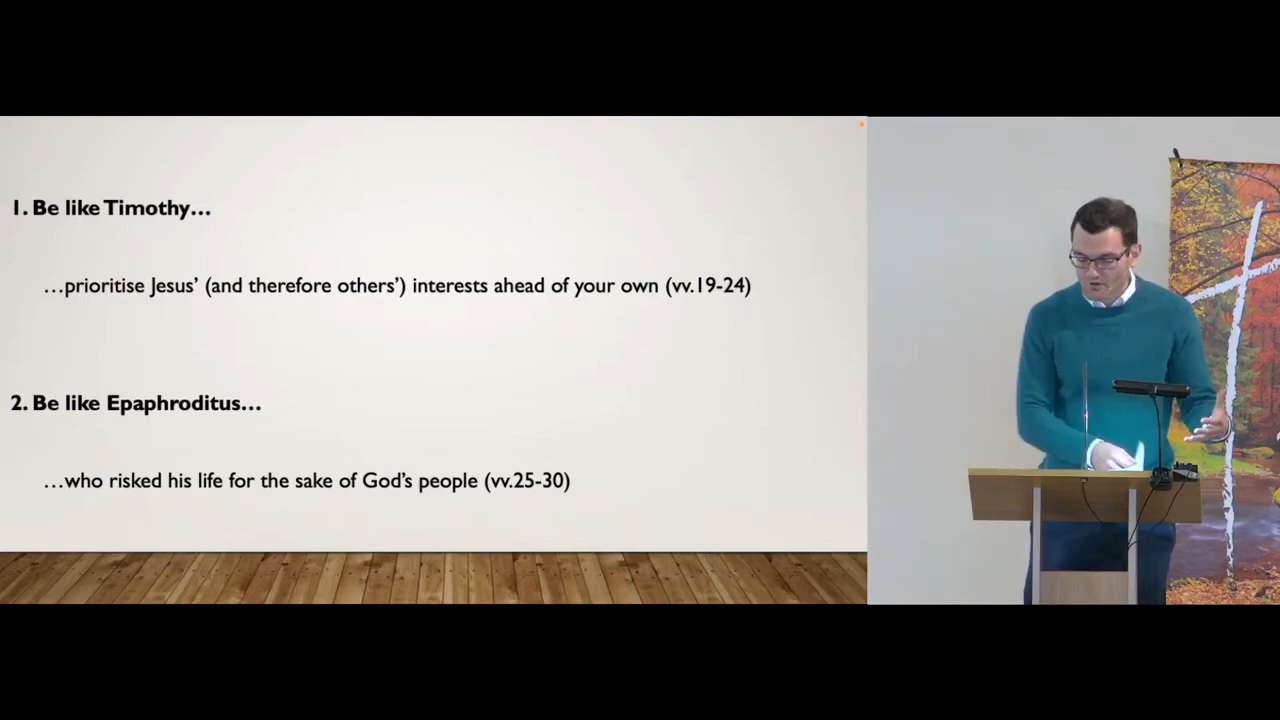 1. Be like Timothy…
…prioritise Jesus’ (and therefore others’) interests ahead of your own (vv.19-24)
2. Be like Epaphroditus…
…who risked his life for the sake of God’s people (vv.25-30)